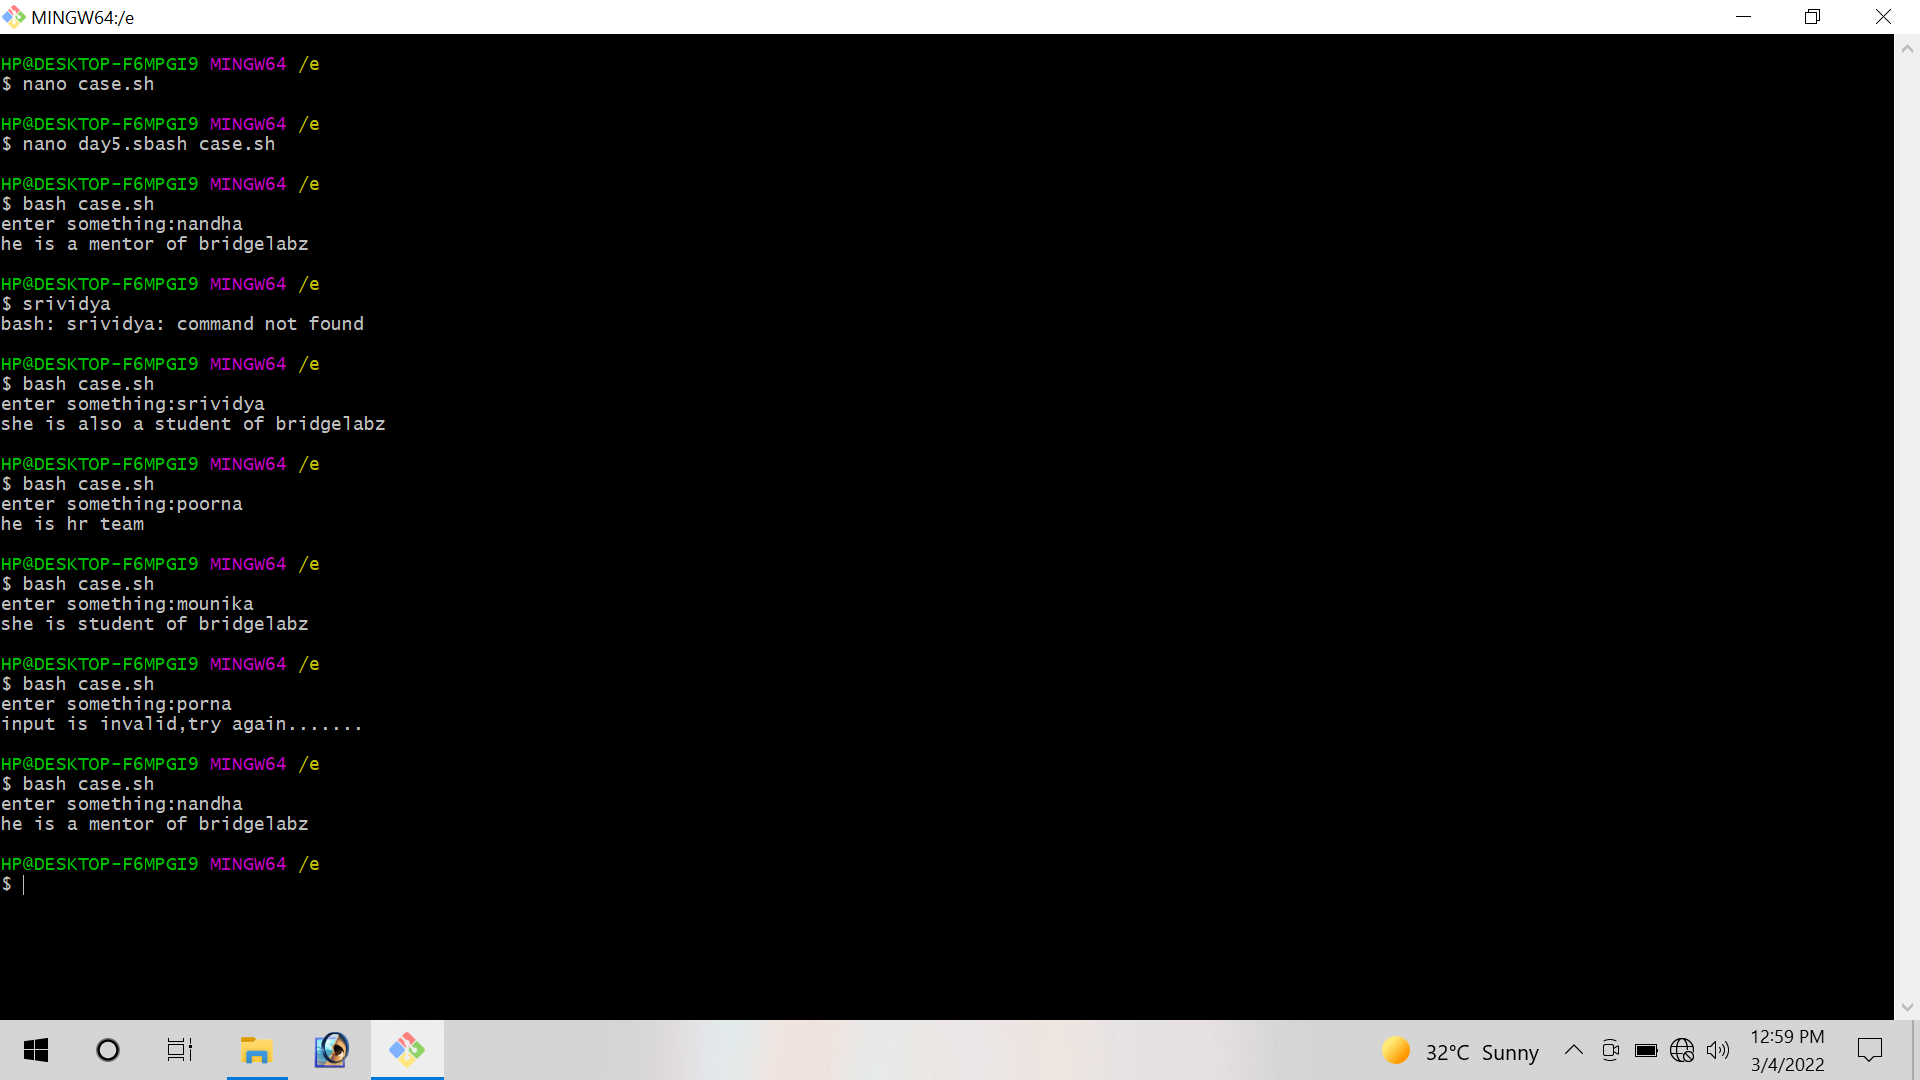 MINGW64:/e
HP@DESKTOP-F6MPGI9 MINGW64 /e
$ nano case.sh
HP@DESKTOP-F6MPGI9 MINGW64 /e
$ nano day5.sbash case.sh
HP@DESKTOP-F6MPGI9 MINGW64 /e
$ bash case.sh
enter something:nandha
he is a mentor of bridgelabz
HP@DESKTOP-F6MPGI9 MINGW64 /e
$ srividya
bash: srividya: command not found
HP@DESKTOP-F6MPGI9 MINGW64 /e
$ bash case.sh
enter something:srividya
she is also a student of bridgelabz
HP@DESKTOP-F6MPGI9 MINGW64 /e
$ bash case.sh
enter something:poorna
he is hr team
HP@DESKTOP-F6MPGI9 MINGW64 /e
$ bash case.sh
enter something:mounika
she is student of bridgelabz
HP@DESKTOP-F6MPGI9 MINGW64 /e
$ bash case.sh
enter something:porna
input is invalid,try again.......
HP@DESKTOP-F6MPGI9 MINGW64 /e
$ bash case.sh
enter something:nandha
he is a mentor of bridgelabz
HP@DESKTOP-F6MPGI9 MINGW64 /e
$
32°C Sunny
12:59 PM
3/4/2022